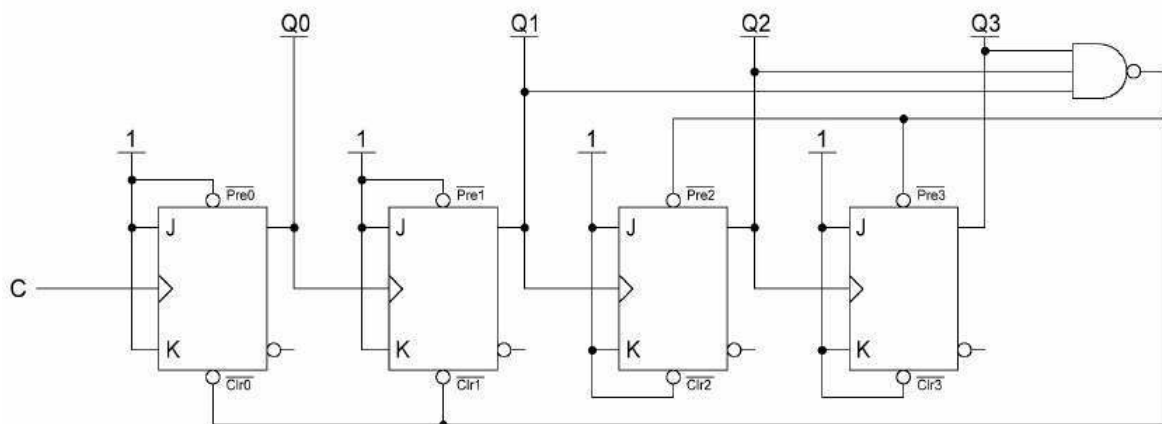 Q0 Q1 Q2 Q3
1 1 1 1
Pre0 Pre1 Pre2 Pre3
J J J J
C
K K K K
Clr0 Clr1 Clr2 Clr3